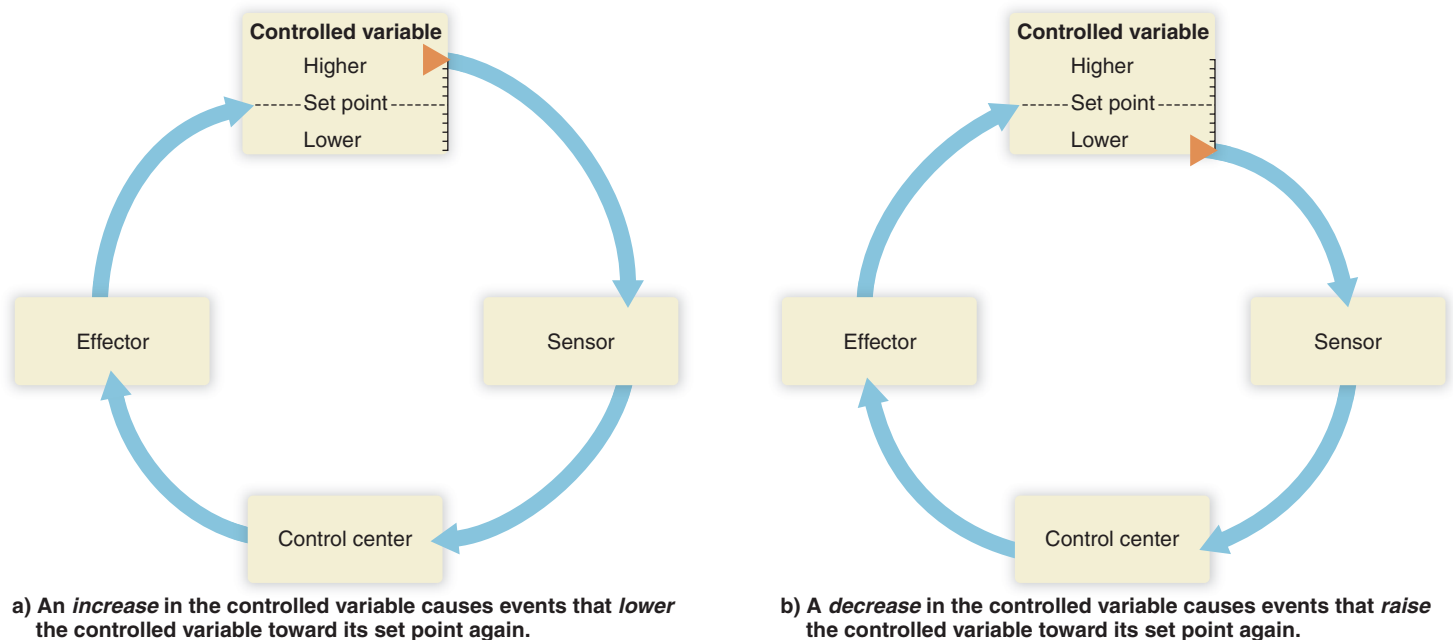 Controlled variable
Higher
Set point
Lower
Effector
Sensor
Control center
a) An increase in the controlled variable causes events that lower
the controlled variable toward its set point again.
Controlled variable
Higher
Set point
Lower
Effector
Sensor
Control center
b) A decrease in the controlled variable causes events that raise
the controlled variable toward its set point again.